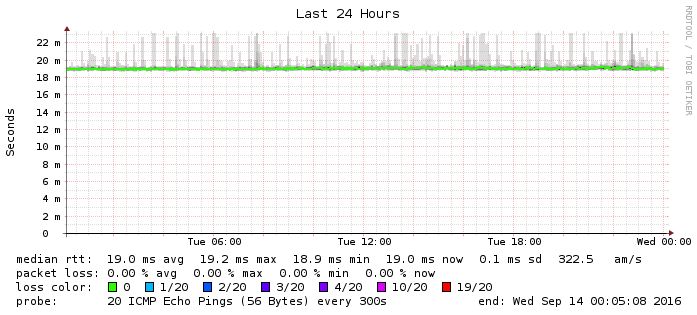 Last 24 Hours
RRDTOOL / TOBI OETIKER
Seconds
22 m
20 m
18 m
16 m
14 m
12 m
10 m
8 m
6 m
4 m
2 m
0
Tue 06:00 Tue 12:00 Tue 18:00 Wed 00:00
median rtt: 19.0 ms avg 19.2 ms max 18.9 ms min 19.0 ms now 0.1 ms sd 322.5 am/s
packet loss: 0.00 % avg 0.00 % max 0.00 % min 0.00 % now
loss color: 0 1/20 2/20 3/20 4/20 10/20 19/20
probe: 20 ICMP Echo Pings (56 Bytes) every 300s end: Wed Sep 14 00:05:08 2016